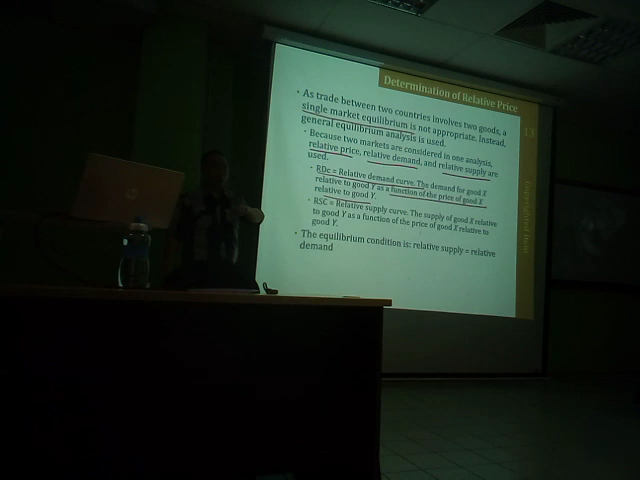 Determination of Relative Price
13
• As trade between two countries involves two goods, a
single market equilibrium is not appropriate. Instead,
general equilibrium analysis is used.
• Because two markets are considered in one analysis,
relative price, relative demand, and relative supply are
used.
• RDc = Relative demand curve. The demand for good X
relative to good Y as a function of the price of good X
relative to good Y.
• RSC = Relative supply curve. The supply of good X relative
to good Y as a function of the price of good X relative to
good Y.
• The equilibrium condition is: relative supply = relative
demand
Copyrighted item
hp